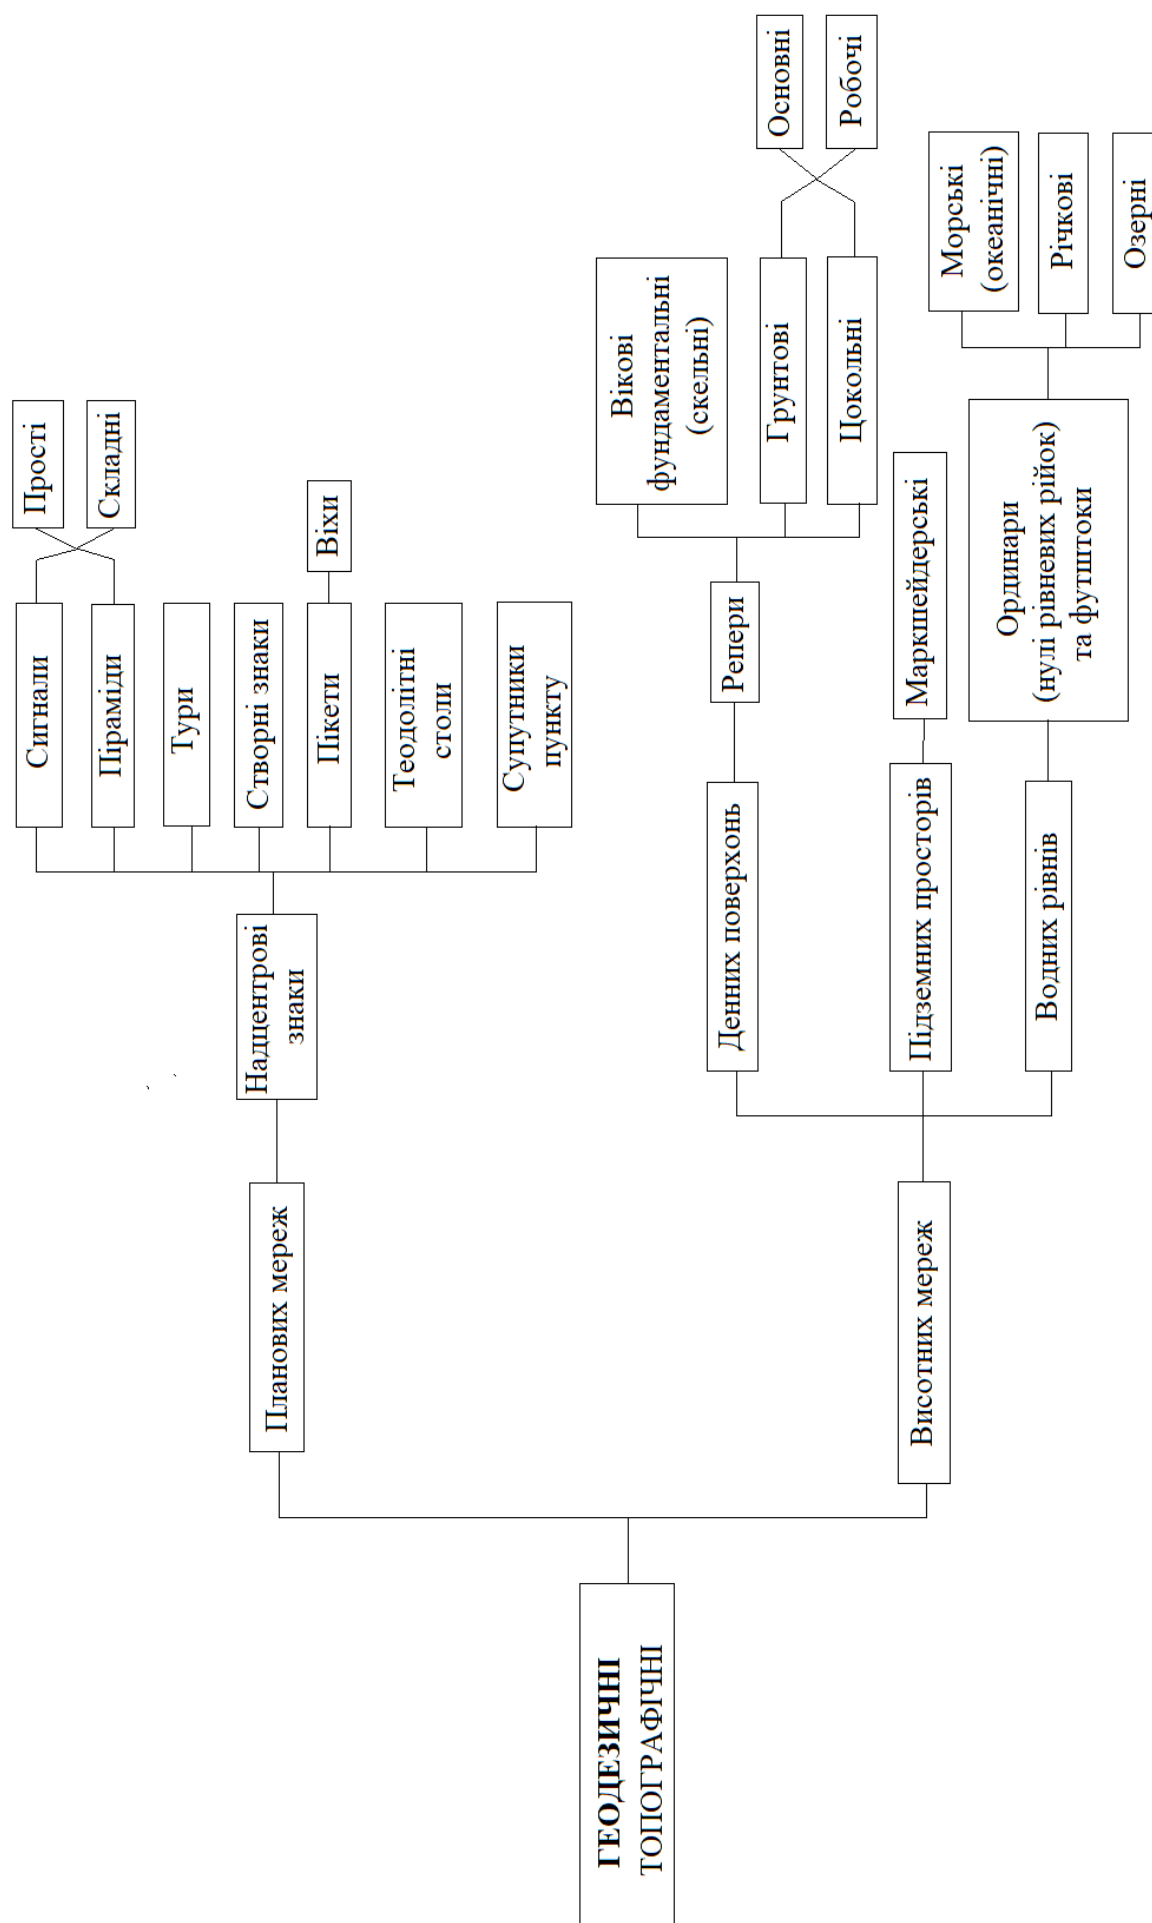 ГЕОДЕЗИЧНІ
ТОПОГРАФІЧНІ
Планових мереж
Надцентрові
знаки
Сигнали
Піраміди
Прості
Складні
Тури
Створні знаки
Пікети
Віхи
Теодолітні
столи
Супутники
пункту
Висотних мереж
Денних поверхонь
Репери
Вікові
фундаментальні
(скельні)
Грунтові
Цокольні
Основні
Робочі
Підземних просторів
Маркшейдерські
Водних рівнів
Ординари
(нулі рівневих рійок)
та футштоки
Морські
(океанічні)
Річкові
Озерні